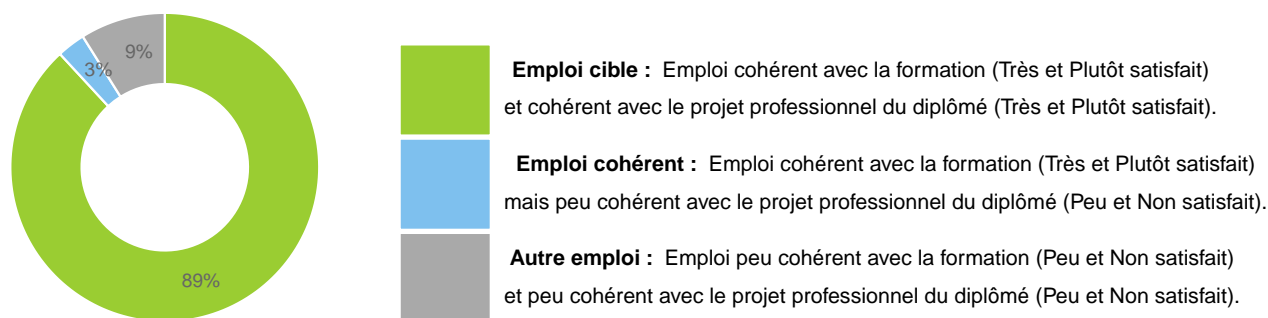 9%
3%
89%
Emploi cible : Emploi cohérent avec la formation (Très et Plutôt satisfait)
et cohérent avec le projet professionnel du diplômé (Très et Plutôt satisfait).
Emploi cohérent : Emploi cohérent avec la formation (Très et Plutôt satisfait)
mais peu cohérent avec le projet professionnel du diplômé (Peu et Non satisfait).
Autre emploi : Emploi peu cohérent avec la formation (Peu et Non satisfait)
et peu cohérent avec le projet professionnel du diplômé (Peu et Non satisfait).